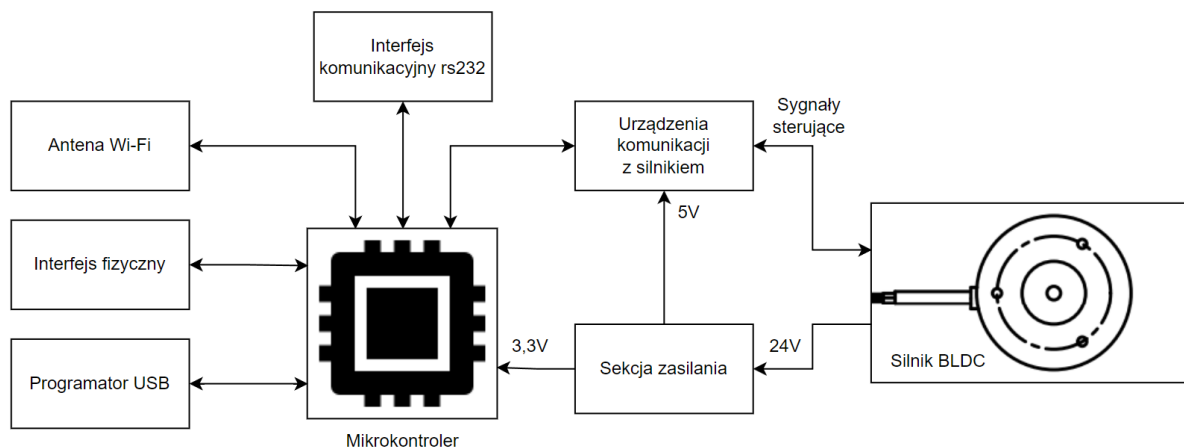 Interfejs
komunikacyjny rs232
Antena Wi-Fi
Urządzenia
komunikacji
z silnikiem
Sygnały
sterujące
5V
Interfejs fizyczny
3,3V
Sekcja zasilania
24V
Silnik BLDC
Programator USB
Mikrokontroler